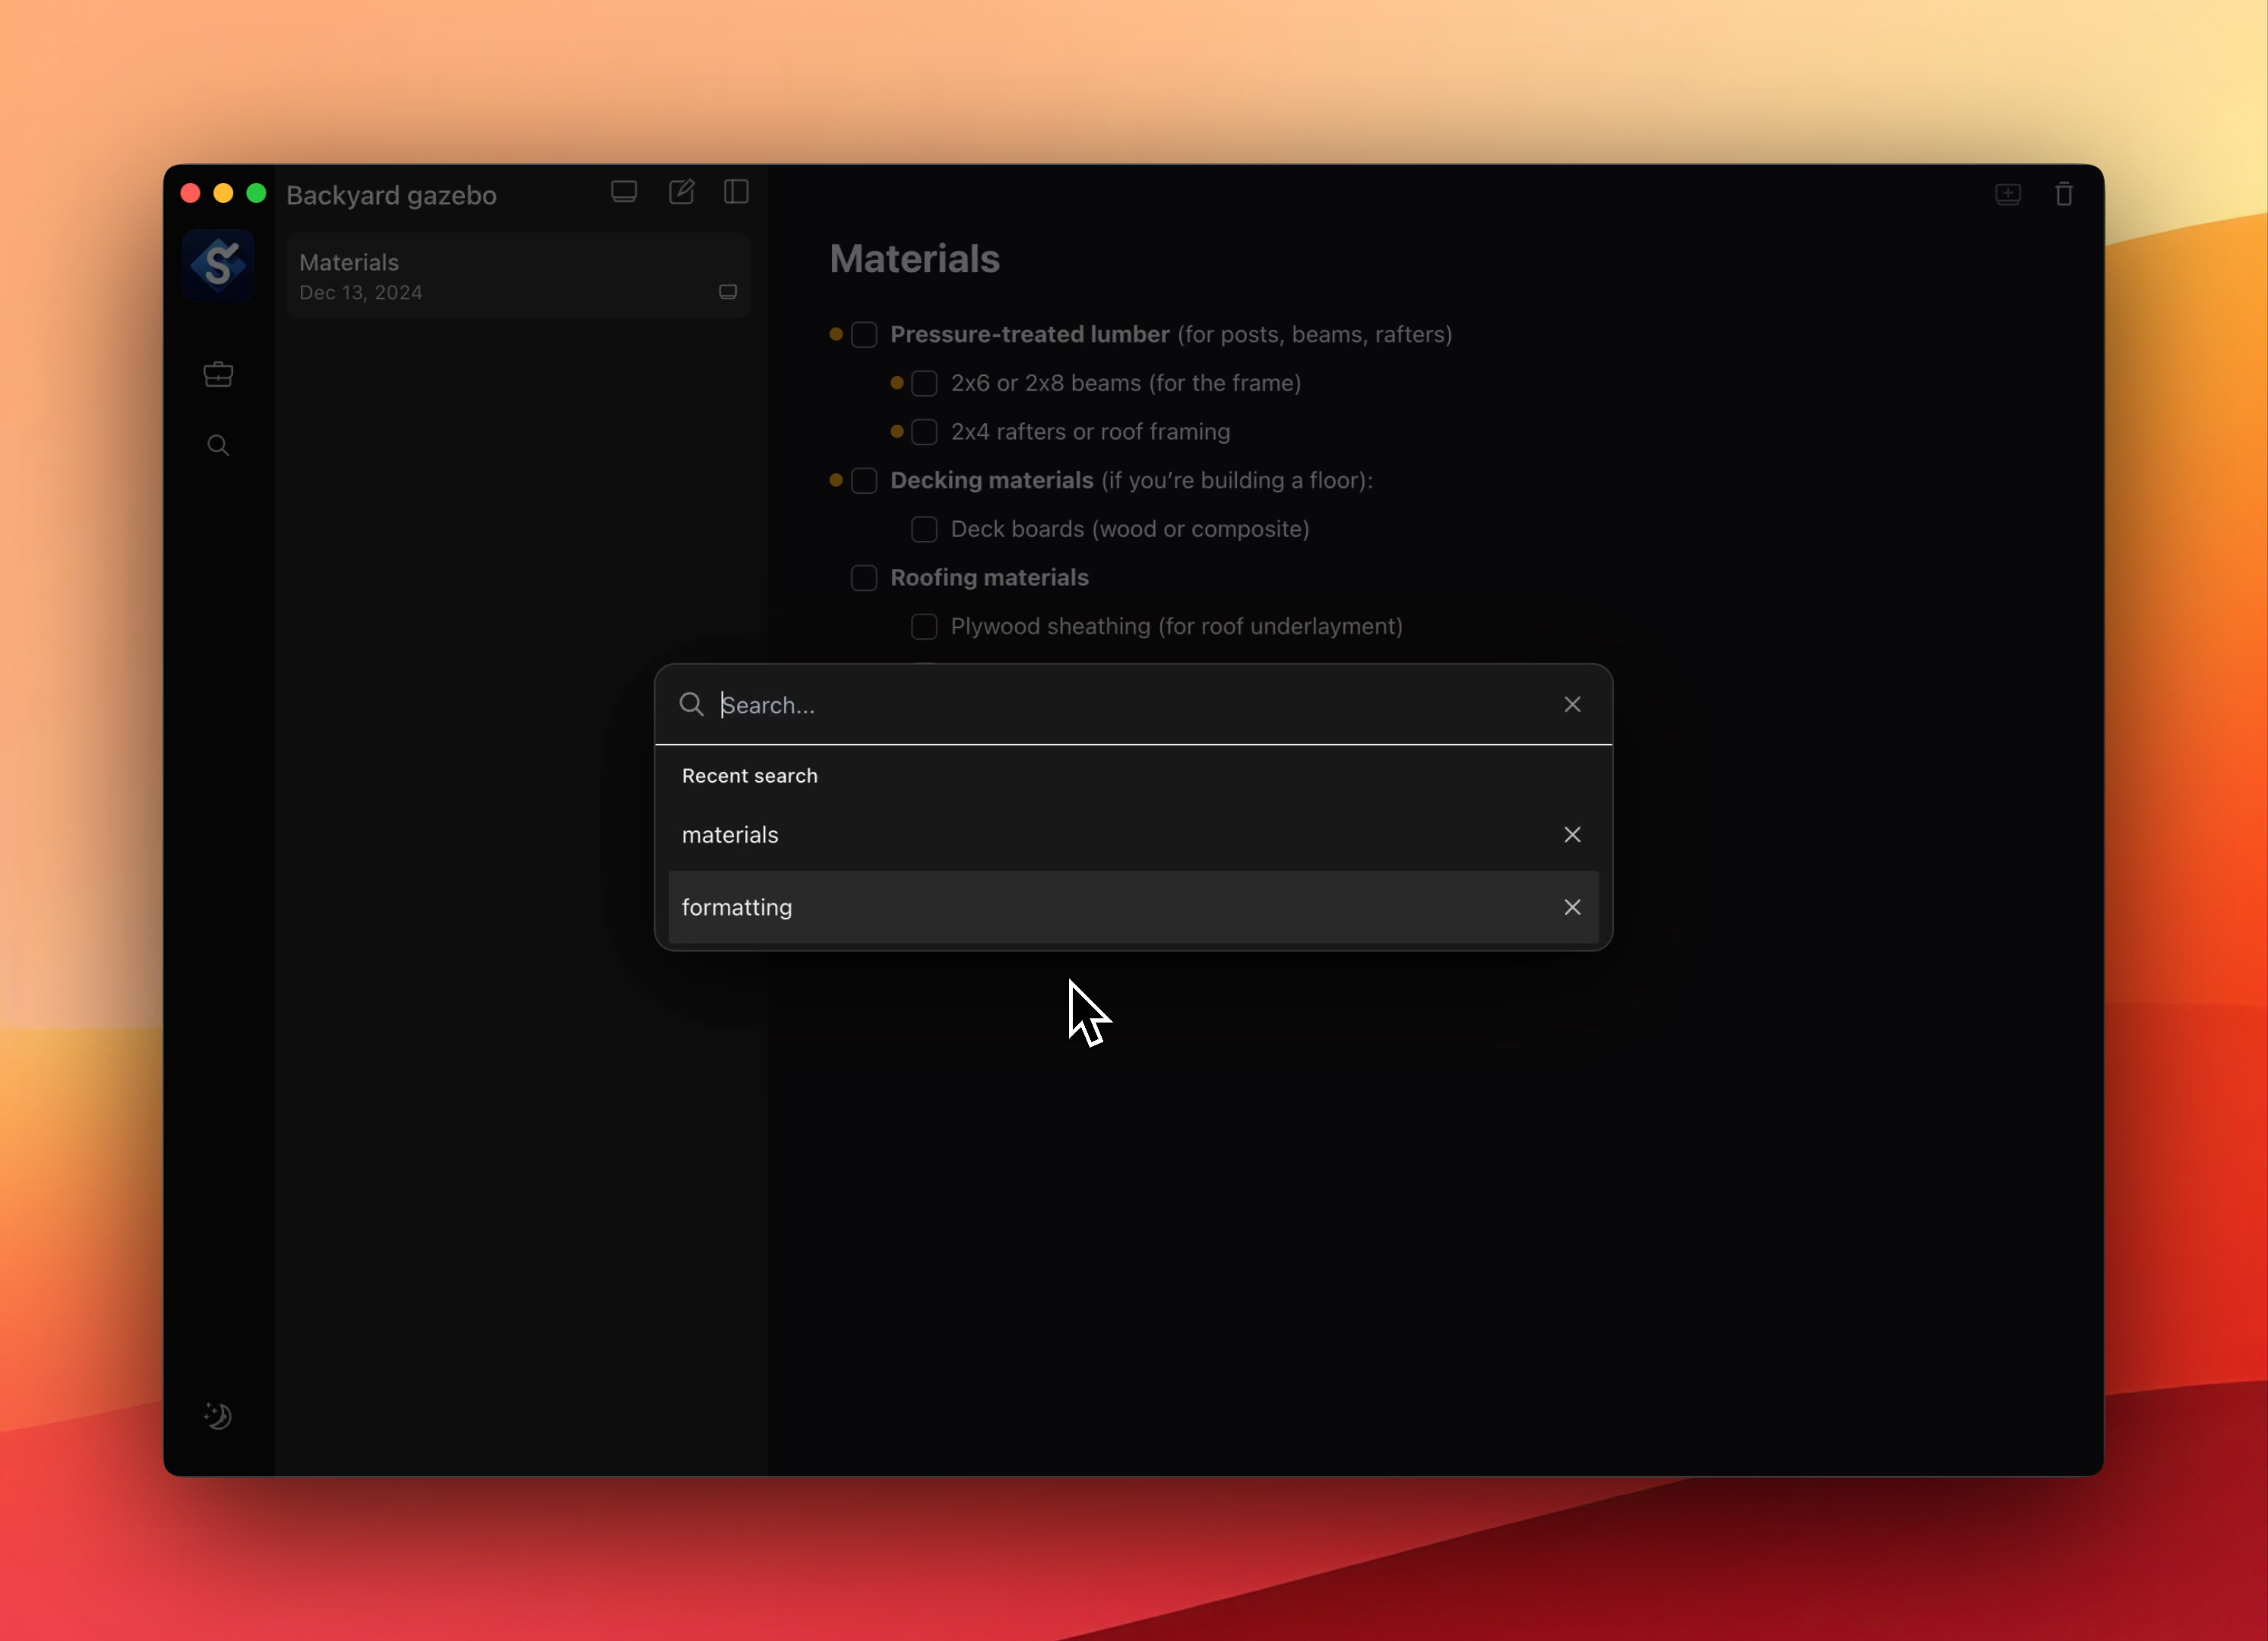 Backyard gazebo
Materials
Dec 13, 2024
Materials
Pressure-treated lumber (for posts, beams, rafters)
2x6 or 2x8 beams (for the frame)
2x4 rafters or roof framing
Decking materials (if you’re building a floor):
Deck boards (wood or composite)
Roofing materials
Plywood sheathing (for roof underlayment)
Search...
Recent search
materials
formatting